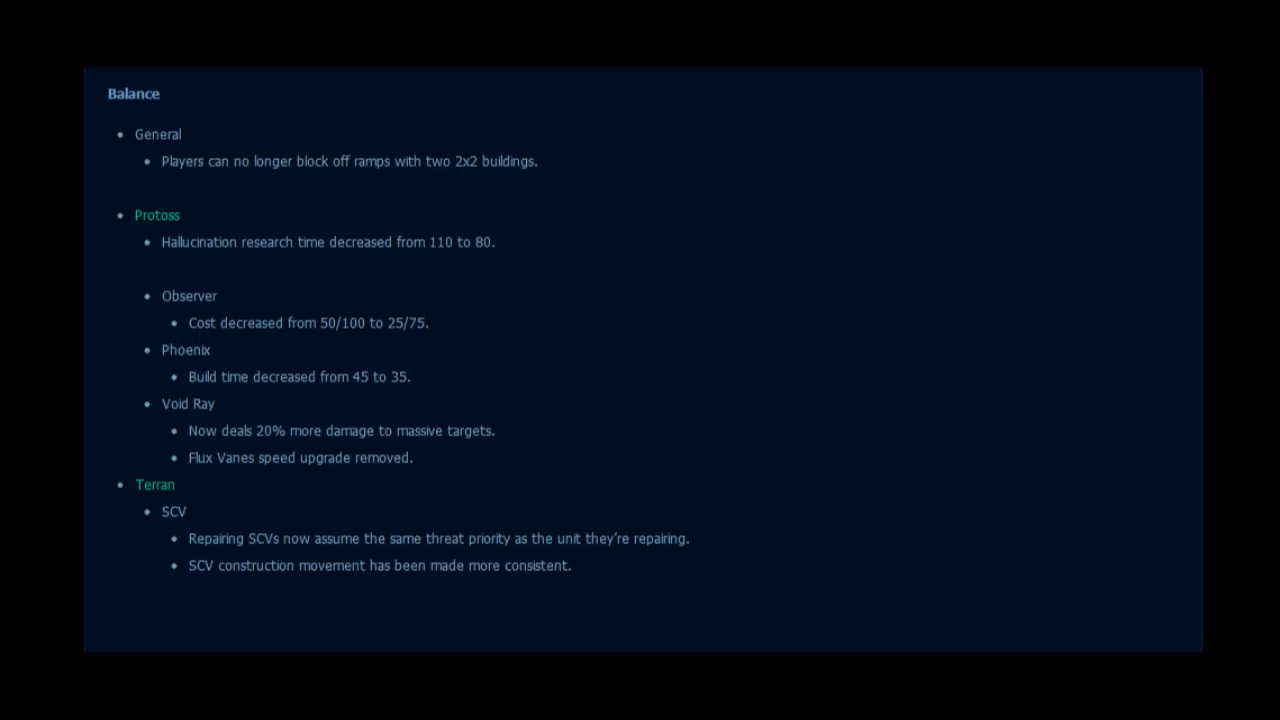 Balance
• General
• Players can no longer block off ramps with two 2x2 buildings.
• Protoss
• Hallucination research time decreased from 110 to 80.
• Observer
• Cost decreased from 50/100 to 25/75.
• Phoenix
• Build time decreased from 45 to 35.
• Void Ray
• Now deals 20% more damage to massive targets.
• Flux Vanes speed upgrade removed.
• Terran
• SCV
• Repairing SCVs now assume the same threat priority as the unit they’re repairing.
• SCV construction movement has been made more consistent.